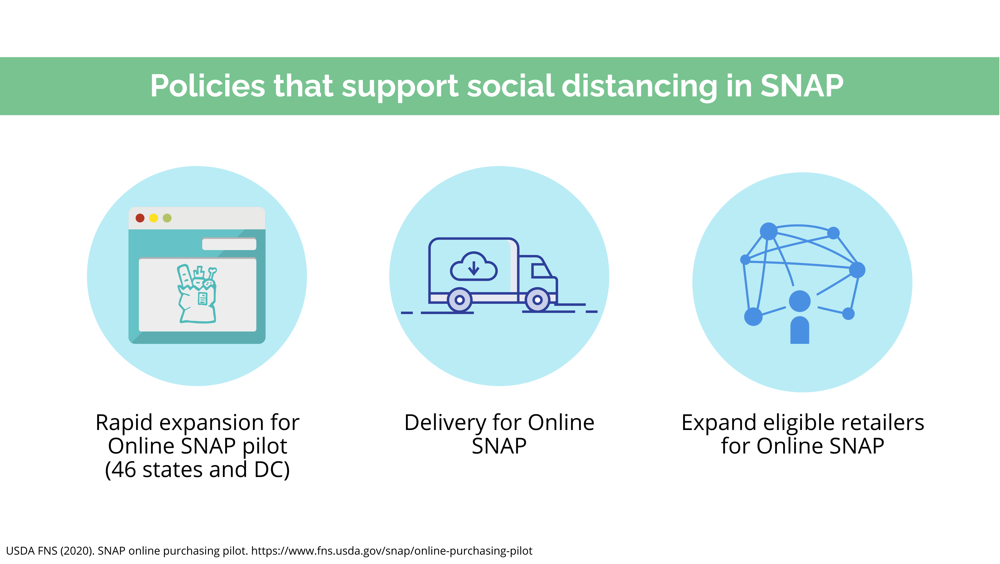 Policies that support social distancing in SNAP
Rapid expansion for
Online SNAP pilot
(46 states and DC)
Delivery for Online
SNAP
Expand eligible retailers
for Online SNAP
USDA FNS (2020). SNAP online purchasing pilot. https://www.fns.usda.gov/snap/online-purchasing-pilot